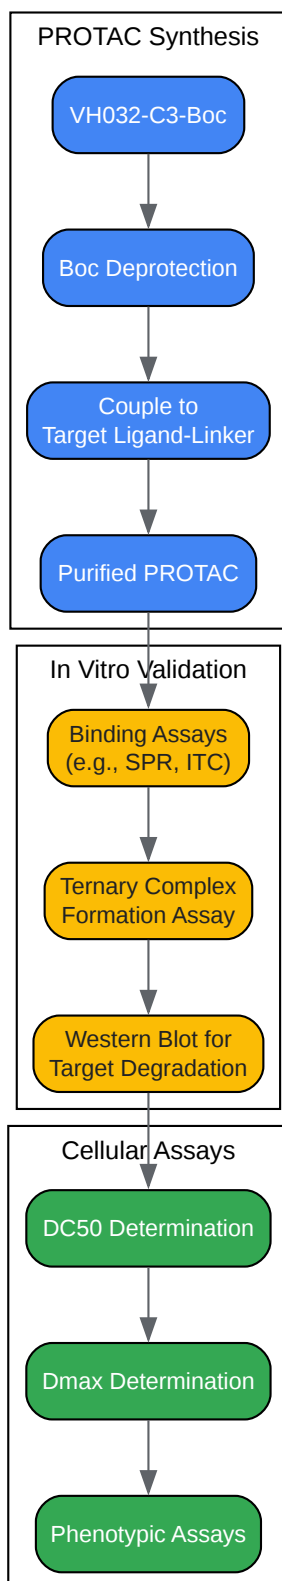 PROTAC Synthesis
VH032-C3-Boc
Boc Deprotection
Couple to
Target Ligand-Linker
Purified PROTAC
In Vitro Validation
Binding Assays
(e.g., SPR, ITC)
Ternary Complex
Formation Assay
Western Blot for
Target Degradation
Cellular Assays
DC50 Determination
Dmax Determination
Phenotypic Assays